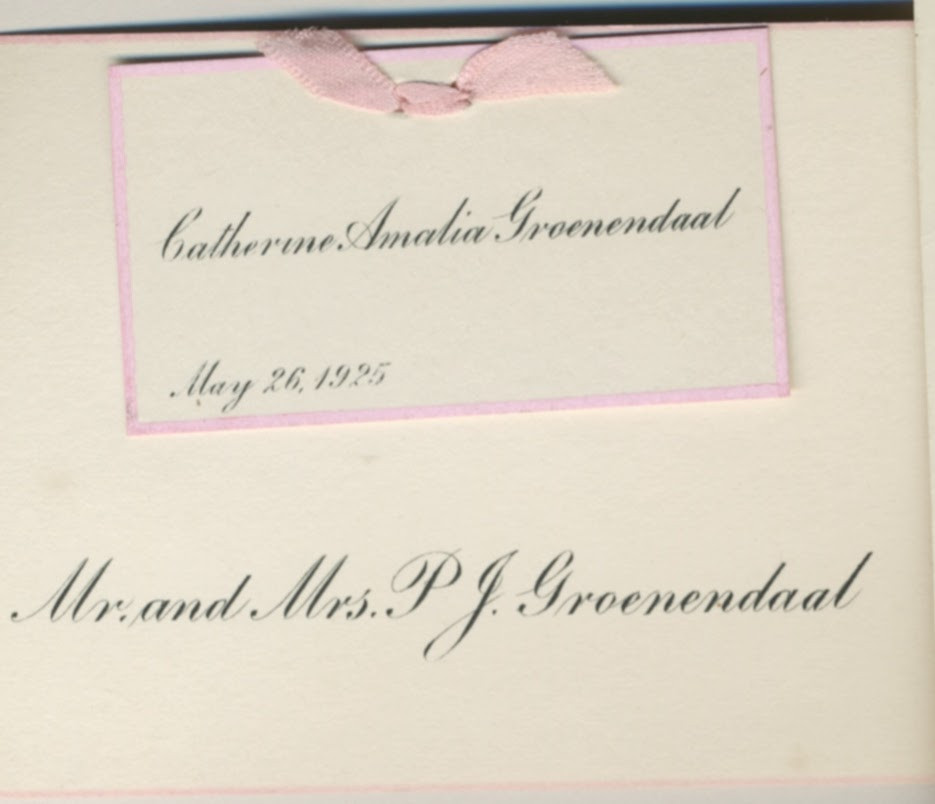 Catherine Amalia Groenendaal
May 26, 1925
Mr. and Mrs. P J. Groenendaal